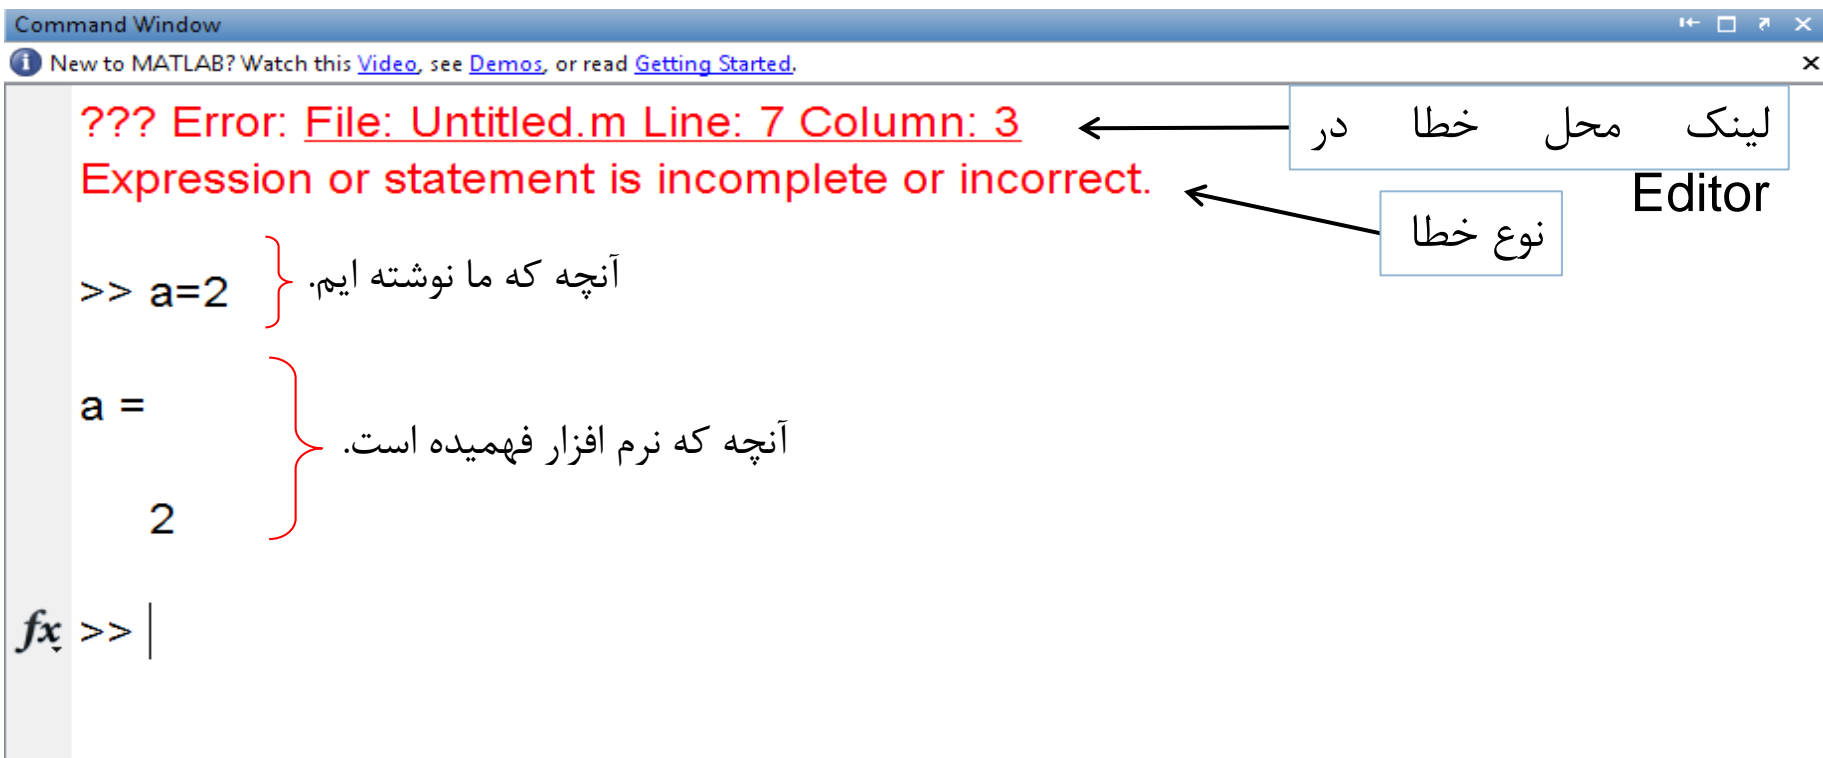 Command Window
New to MATLAB? Watch this Video, see Demos, or read Getting Started.
??? Error: File: Untitled.m Line: 7 Column: 3
لینک محل خطا در
Editor
Expression or statement is incomplete or incorrect.
نوع خطا
>> a=2
آنچه که ما نوشته ایم.
a =
آنچه که نرم افزار فهمیده است.
2
fx >>